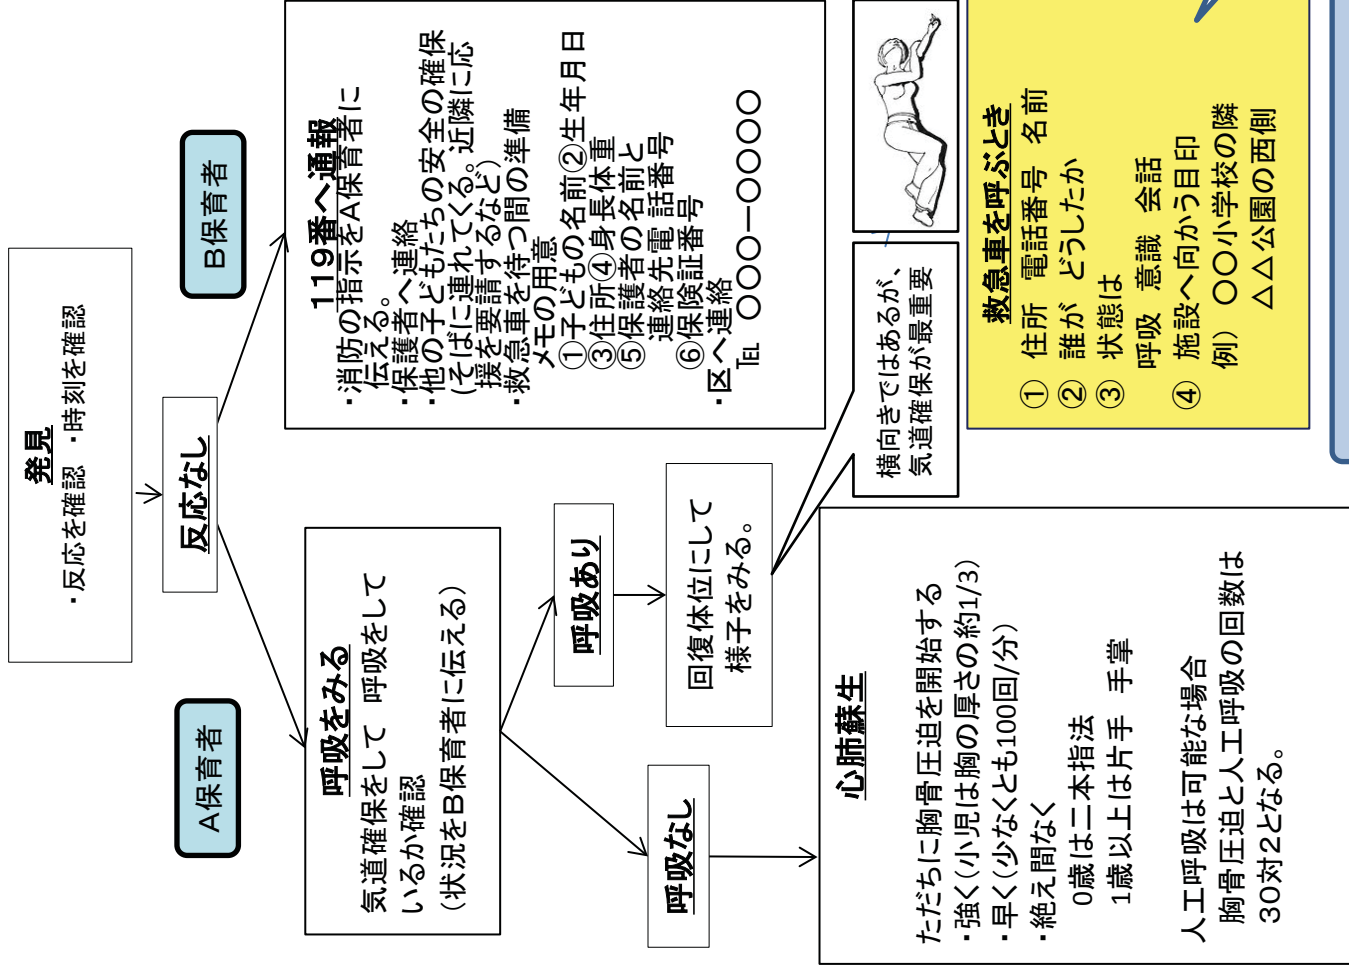 発見
・反応を確認 ・時刻を確認
反応なし
A保育者
B保育者
呼吸をみる
気道確保をして 呼吸をして
いるか確認
(状況をB保育者に伝える)
119番へ通報
・消防の指示をA保育者に
伝える。
・保護者へ連絡
・他の子どもたちの安全の確保
(そばに連れてくる。近隣に応
援を要請するなど)
・救急車を待つ間の準備
メモの用意
①子どもの名前②生年月日
③住所④身長体重
⑤保護者の名前と
連絡先電話番号
⑥保険証番号
・区へ連絡
℡ 〇〇〇ー〇〇〇〇
呼吸なし
呼吸あり
回復体位にして
様子をみる。
横向きではあるが、
気道確保が最重要
心肺蘇生
ただちに胸骨圧迫を開始する
・強く(小児は胸の厚さの約1/3)
・早く(少なくとも100回/分)
・絶え間なく
0歳は二本指法
1歳以上は片手 手掌
人工呼吸は可能な場合
胸骨圧迫と人工呼吸の回数は
30対2となる。
救急車を呼ぶとき
① 住所 電話番号 名前
② 誰が どうしたか
③ 状態は
呼吸 意識 会話
④ 施設へ向かう目印
例) 〇〇小学校の隣
△△公園の西側